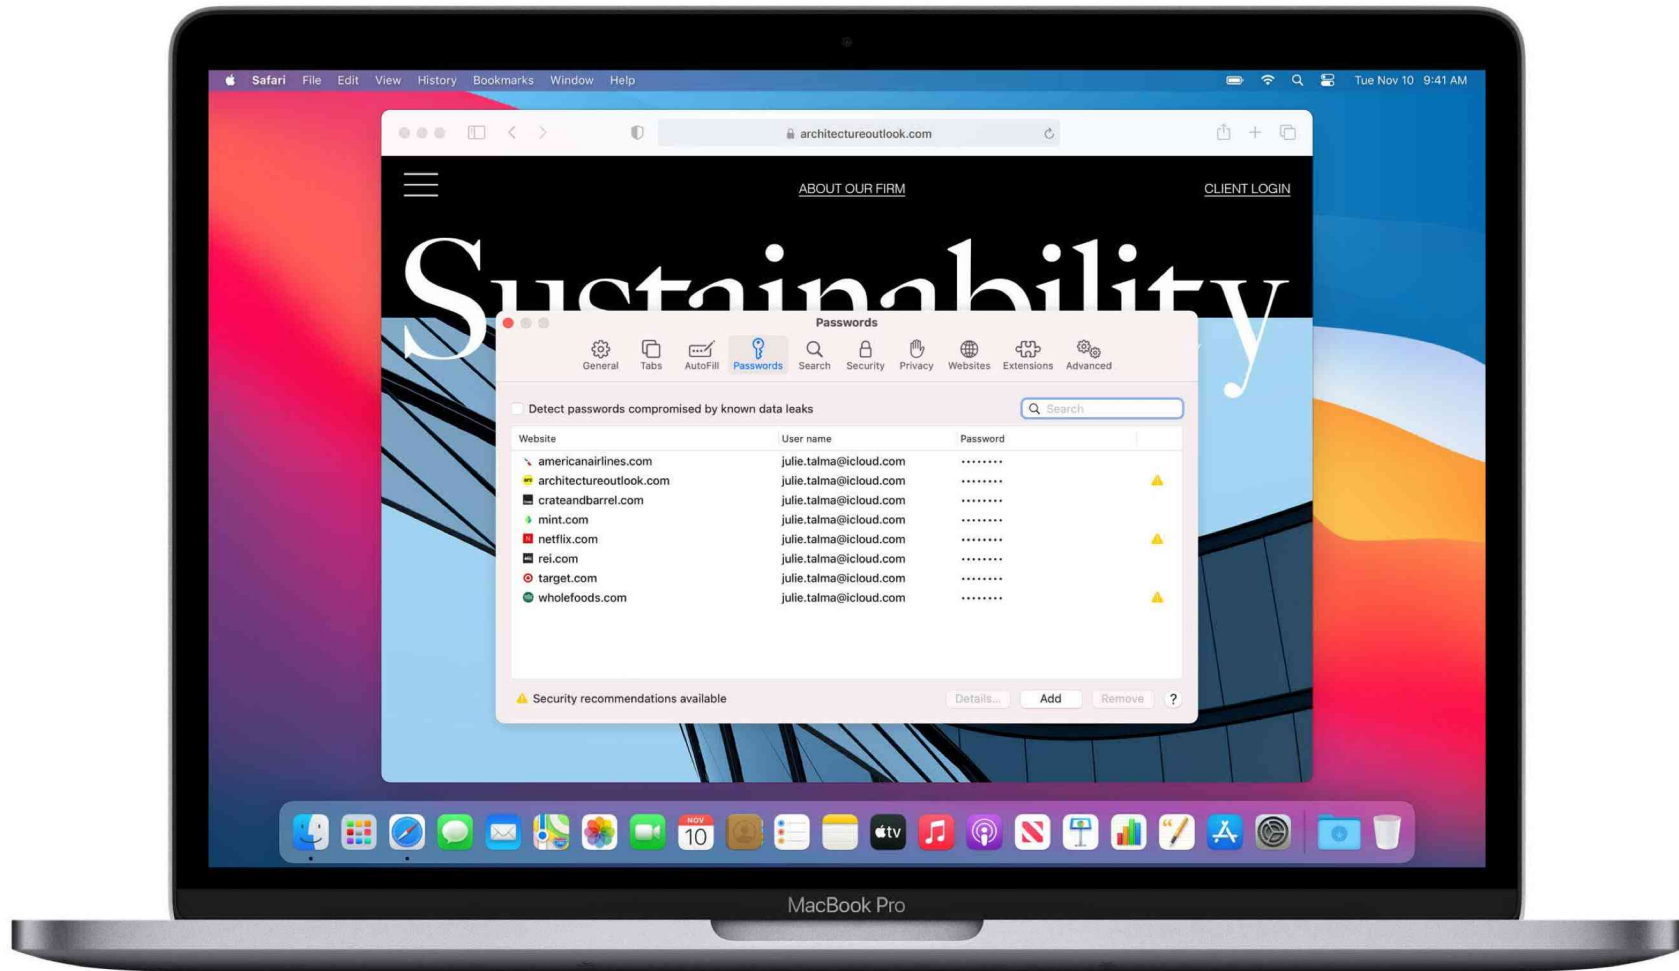 Safari File Edit View History Bookmarks Window Help Tue Nov 10 9:41 AM
architectureoutlook.com
ABOUT OUR FIRM CLIENT LOGIN
Sustainability
Passwords
General Tabs AutoFill Passwords Search Security Privacy Websites Extensions Advanced
Detect passwords compromised by known data leaks Search
Website User name Password
americanairlines.com julie.talma@icloud.com ••••••••
architectureoutlook.com julie.talma@icloud.com ••••••••
crateandbarrel.com julie.talma@icloud.com ••••••••
mint.com julie.talma@icloud.com ••••••••
netflix.com julie.talma@icloud.com ••••••••
rei.com julie.talma@icloud.com ••••••••
target.com julie.talma@icloud.com ••••••••
wholefoods.com julie.talma@icloud.com ••••••••
Security recommendations available Details... Add Remove ?
NOV
10
tv
MacBook Pro